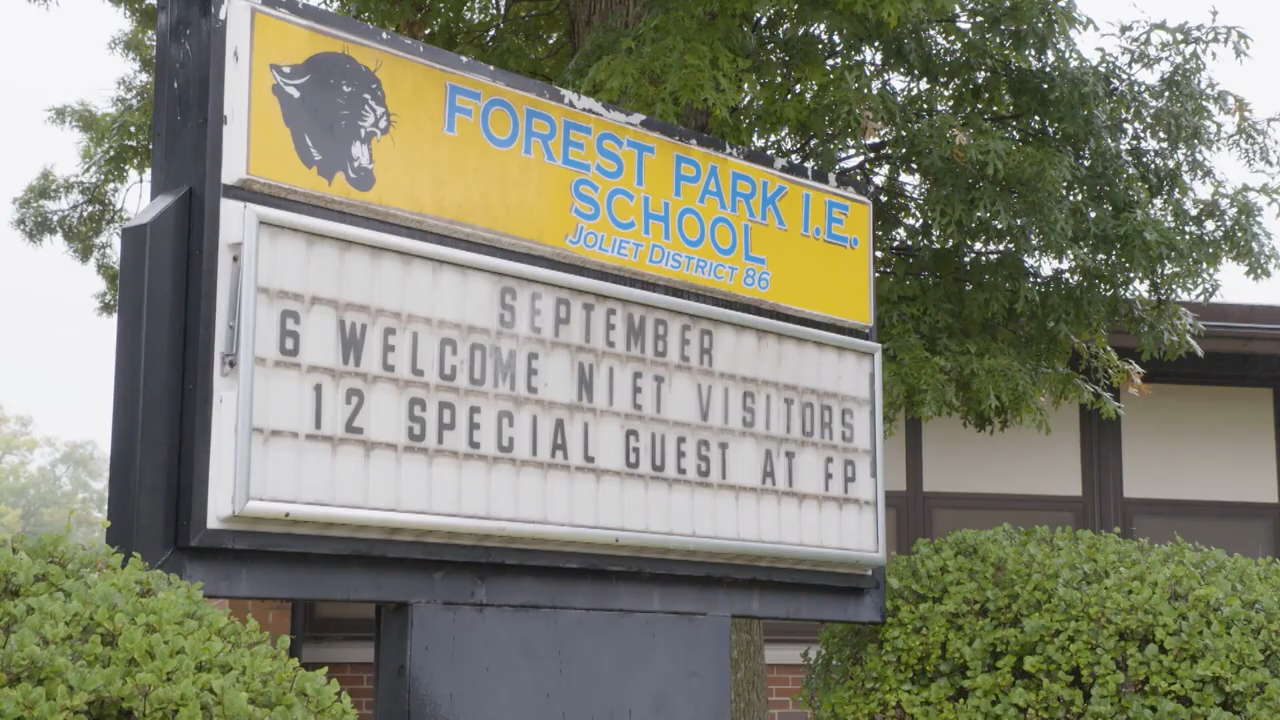 FOREST PARK I.E.
SCHOOL
JOLIET DISTRICT 86
SEPTEMBER
6 WELCOME NIET VISITORS
12 SPECIAL GUEST AT FP